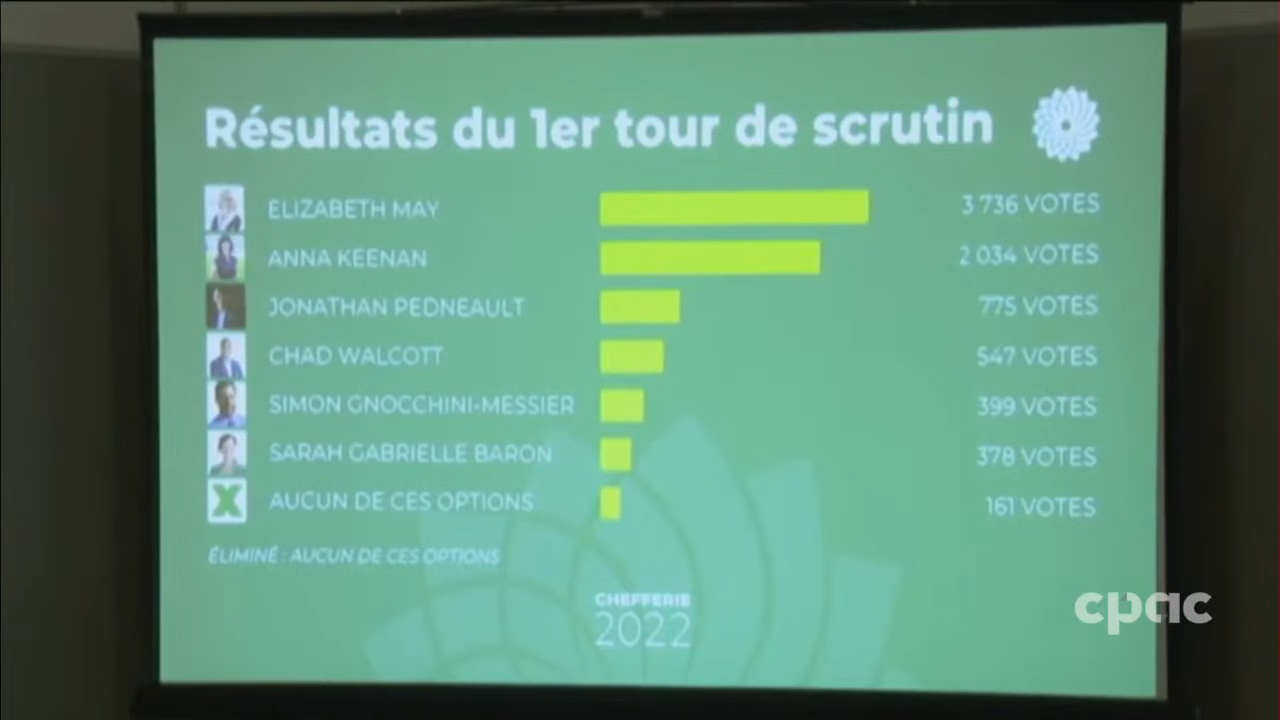 Résultats du 1er tour de scrutin
ELIZABETH MAY 3 736 VOTES
ANNA KEENAN 2 034 VOTES
JONATHAN PEDNEAULT 775 VOTES
CHAD WALCOTT 547 VOTES
SIMON GNOCCHINI-MESSIER 399 VOTES
SARAH GABRIELLE BARON 378 VOTES
X AUCUN DE CES OPTIONS 161 VOTES
ÉLIMINÉ : AUCUN DE CES OPTIONS
CHEFFERIE
2022
cpac